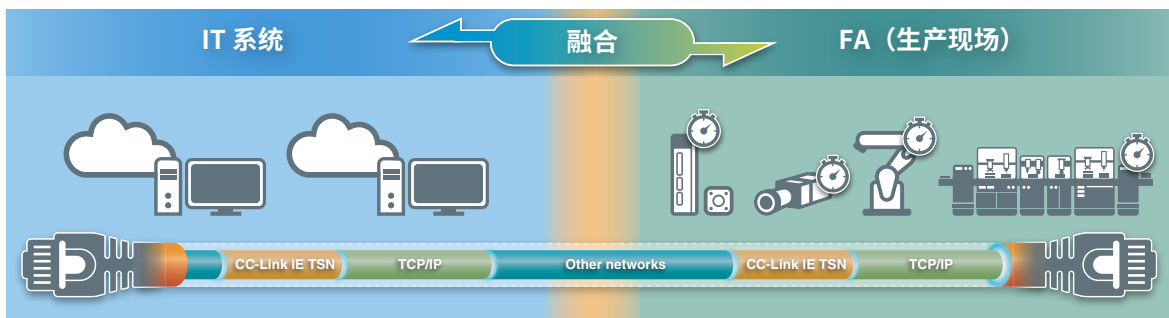 IT 系统
融合
FA（生产现场）
CC-Link IE TSN
TCP/IP
Other networks
CC-Link IE TSN
TCP/IP